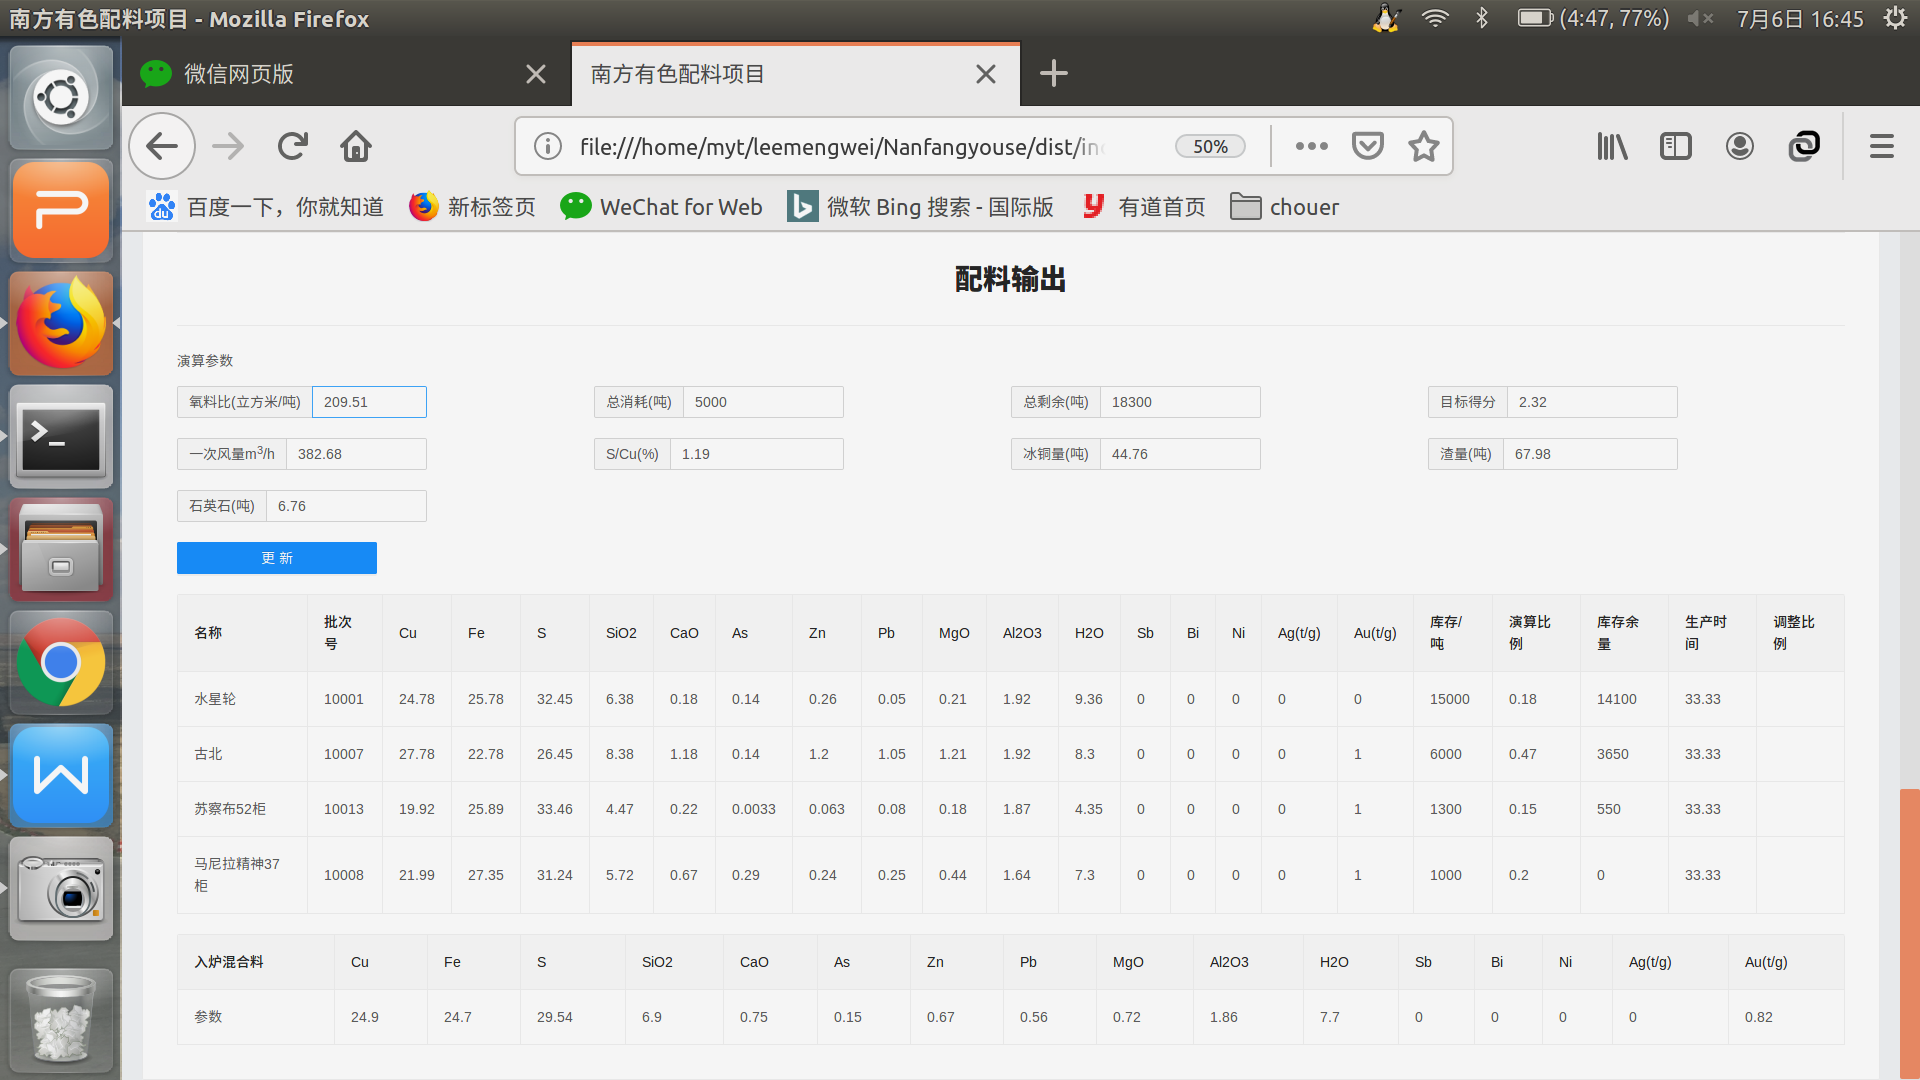 南方有色配料项目 - Mozilla Firefox
(4:47, 77%)
7月6日 16:45
微信网页版
南方有色配料项目
file:///home/myt/leemengwei/Nanfangyouse/dist/in
50%
百度一下，你就知道
新标签页
WeChat for Web
微软 Bing 搜索 - 国际版
有道首页
chouer
配料输出
演算参数
氧料比(立方米/吨) 209.51
总消耗(吨) 5000
总剩余(吨) 18300
目标得分 2.32
一次风量m³/h 382.68
S/Cu(%) 1.19
冰铜量(吨) 44.76
渣量(吨) 67.98
石英石(吨) 6.76
更 新
名称 批次号 Cu Fe S SiO2 CaO As Zn Pb MgO Al2O3 H2O Sb Bi Ni Ag(t/g) Au(t/g) 库存/吨 演算比例 库存余量 生产时间 调整比例
水星轮 10001 24.78 25.78 32.45 6.38 0.18 0.14 0.26 0.05 0.21 1.92 9.36 0 0 0 0 0 15000 0.18 14100 33.33
古北 10007 27.78 22.78 26.45 8.38 1.18 0.14 1.2 1.05 1.21 1.92 8.3 0 0 0 0 1 6000 0.47 3650 33.33
苏察布52柜 10013 19.92 25.89 33.46 4.47 0.22 0.0033 0.063 0.08 0.18 1.87 4.35 0 0 0 0 1 1300 0.15 550 33.33
马尼拉精神37柜 10008 21.99 27.35 31.24 5.72 0.67 0.29 0.24 0.25 0.44 1.64 7.3 0 0 0 0 1 1000 0.2 0 33.33
入炉混合料 Cu Fe S SiO2 CaO As Zn Pb MgO Al2O3 H2O Sb Bi Ni Ag(t/g) Au(t/g)
参数 24.9 24.7 29.54 6.9 0.75 0.15 0.67 0.56 0.72 1.86 7.7 0 0 0 0 0.82